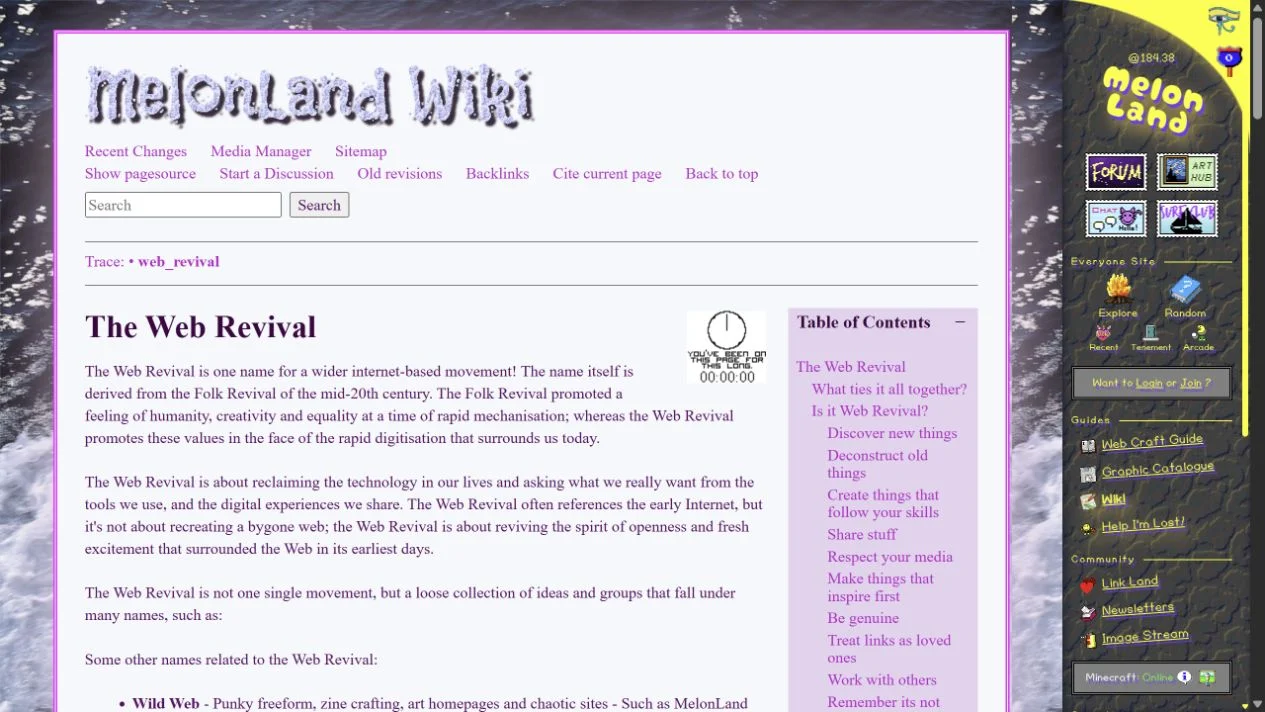 MelonLand Wiki
Recent Changes Media Manager Sitemap
Show pagesource Start a Discussion Old revisions Backlinks Cite current page Back to top
Search Search
Trace: • web_revival
The Web Revival
YOU'VE BEEN ON
THIS PAGE FOR
THIS LONG.
00:00:00
The Web Revival is one name for a wider internet-based movement! The name itself is
derived from the Folk Revival of the mid-20th century. The Folk Revival promoted a
feeling of humanity, creativity and equality at a time of rapid mechanisation; whereas the Web Revival
promotes these values in the face of the rapid digitisation that surrounds us today.
The Web Revival is about reclaiming the technology in our lives and asking what we really want from the
tools we use, and the digital experiences we share. The Web Revival often references the early Internet, but
it's not about recreating a bygone web; the Web Revival is about reviving the spirit of openness and fresh
excitement that surrounded the Web in its earliest days.
The Web Revival is not one single movement, but a loose collection of ideas and groups that fall under
many names, such as:
Some other names related to the Web Revival:
• Wild Web - Punky freeform, zine crafting, art homepages and chaotic sites - Such as MelonLand
Table of Contents −
The Web Revival
What ties it all together?
Is it Web Revival?
Discover new things
Deconstruct old
things
Create things that
follow your skills
Share stuff
Respect your media
Make things that
inspire first
Be genuine
Treat links as loved
ones
Work with others
Remember its not
@184.38
0
Melon
Land
FORUM
ART
HUB
CHAT
Hello!
SURF CLUB
Everyone Site
Explore Random
Recent Tenement Arcade
Want to Login or Join ?
Guides
Web Craft Guide
Graphic Catalogue
Wiki
Help I'm Lost!
Community
Link Land
Newsletters
Image Stream
Minecraft: Online